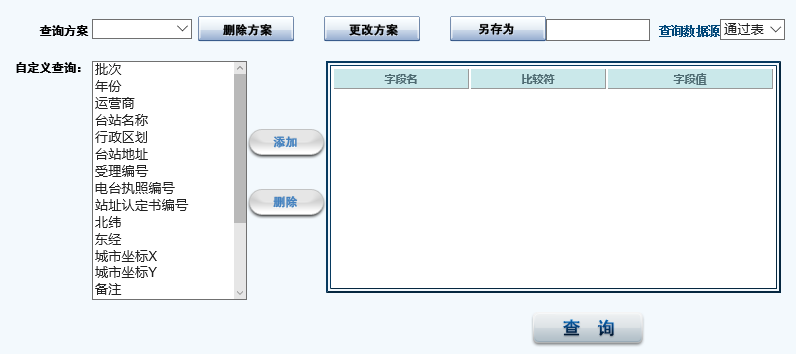 查询方案 删除方案 更改方案 另存为 查询数据源 通过表
自定义查询：
批次
年份
运营商
台站名称
行政区划
台站地址
受理编号
电台执照编号
站址认定书编号
北纬
东经
城市坐标X
城市坐标Y
备注
添加
删除
字段名 比较符 字段值
查 询